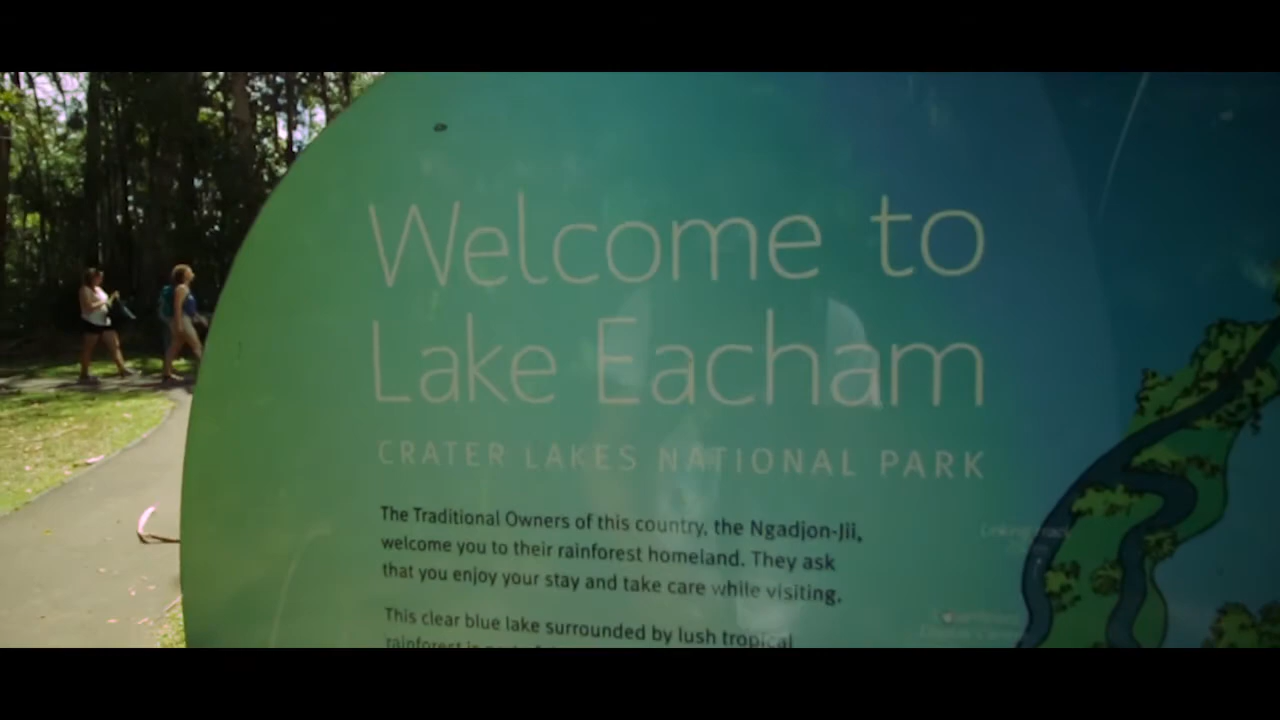 Welcome to
Lake Eacham
CRATER LAKES NATIONAL PARK
The Traditional Owners of this country, the Ngadjon-Jii,
welcome you to their rainforest homeland. They ask
that you enjoy your stay and take care while visiting.
This clear blue lake surrounded by lush tropical
rainforest is